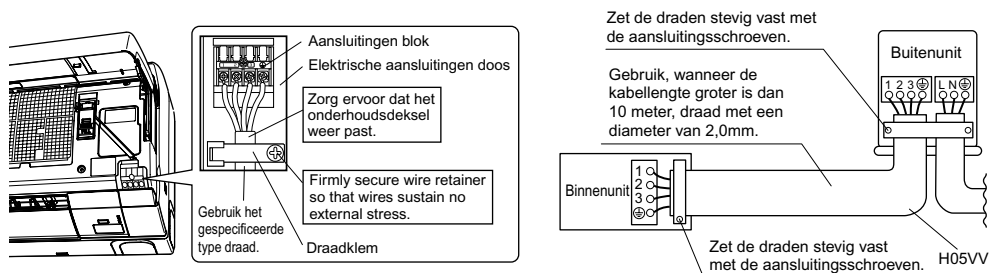 Aansluitingen blok
Elektrische aansluitingen doos
Zorg ervoor dat het
onderhoudsdeksel
weer past.
Firmly secure wire retainer
so that wires sustain no
external stress.
Gebruik het
gespecificeerde
type draad.
Draadklem
Zet de draden stevig vast met
de aansluitingsschroeven.
Buitenunit
1 2 3
L N
Gebruik, wanneer de
kabellengte groter is dan
10 meter, draad met een
diameter van 2,0mm.
Binnenunit
1
2
3
Zet de draden stevig vast
met de aansluitingsschroeven.
H05VV